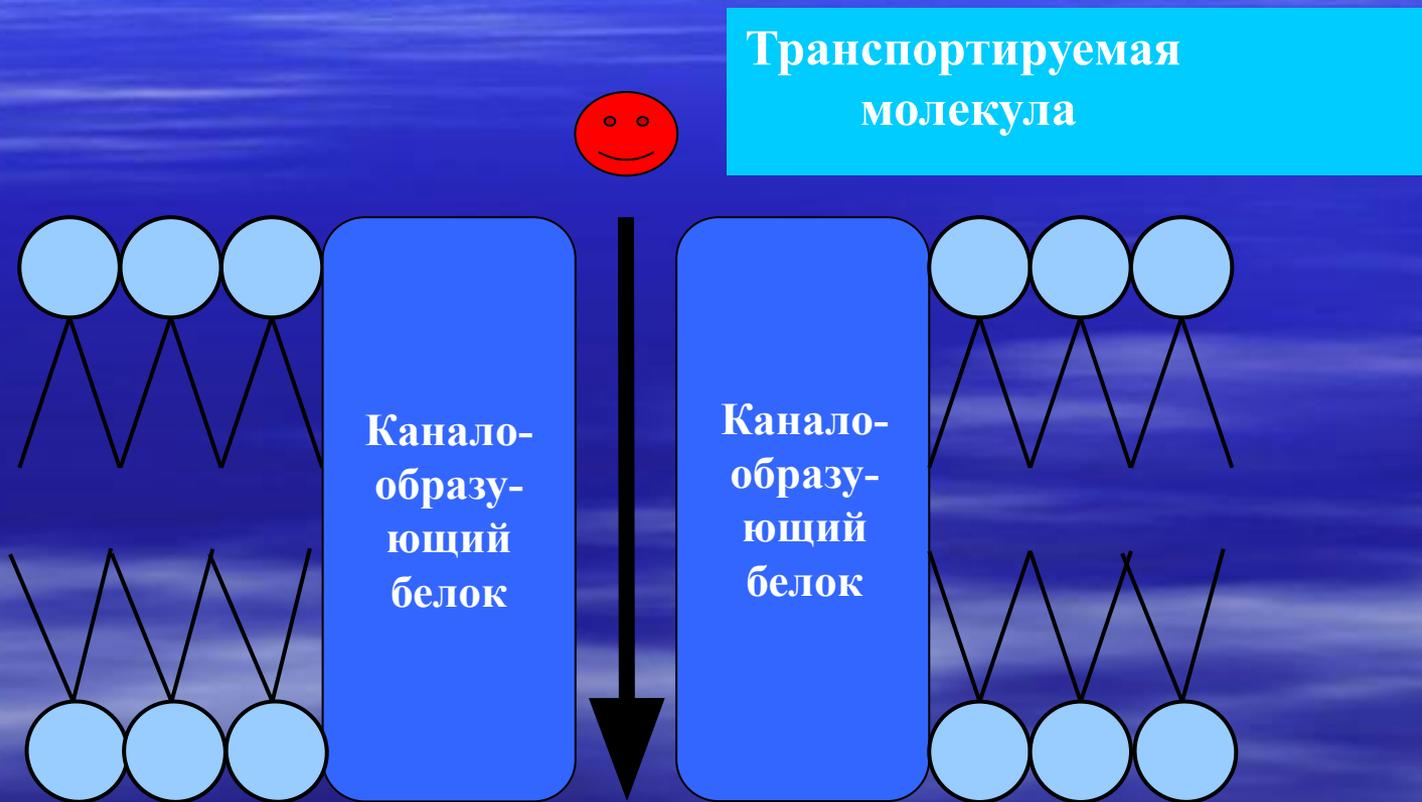 Транспортируемая
молекула
Канало-
образу-
ющий
белок
Канало-
образу-
ющий
белок